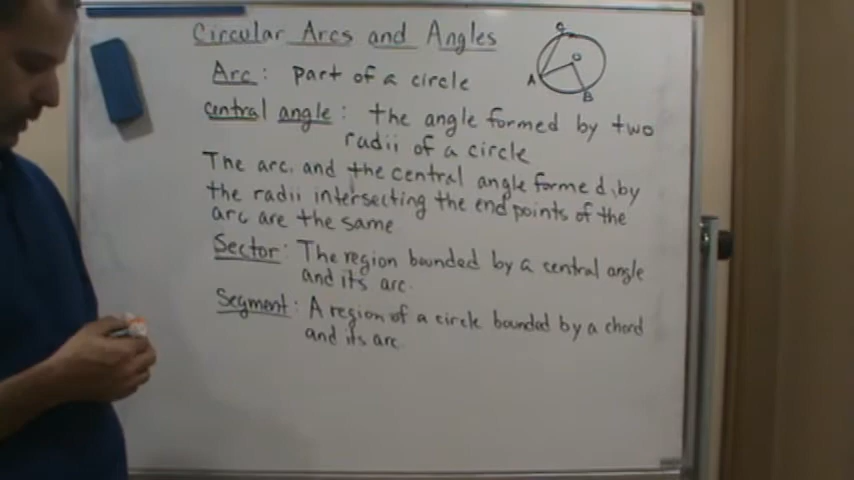 Circular Arcs and Angles
Arc: part of a circle
central angle: the angle formed by two
radii of a circle
The arc, and the central angle formed, by
the radii intersecting the end points of the
arc are the same
Sector: The region bounded by a central angle
and its arc.
Segment: A region of a circle bounded by a chord
and its arc
C
O
A
B